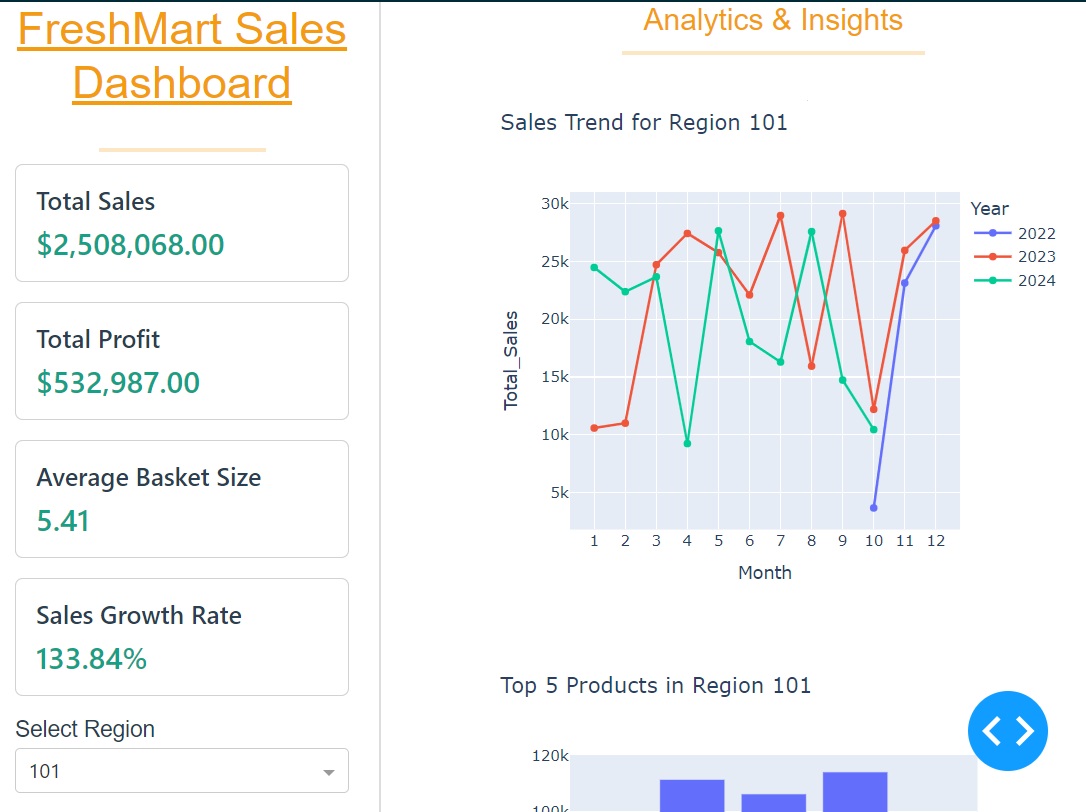 FreshMart Sales
Dashboard
Total Sales
$2,508,068.00
Total Profit
$532,987.00
Average Basket Size
5.41
Sales Growth Rate
133.84%
Select Region
101
Analytics & Insights
Sales Trend for Region 101
30k
25k
20k
15k
10k
5k
Total_Sales
1 2 3 4 5 6 7 8 9 10 11 12
Month
Year
2022
2023
2024
Top 5 Products in Region 101
120k
100k